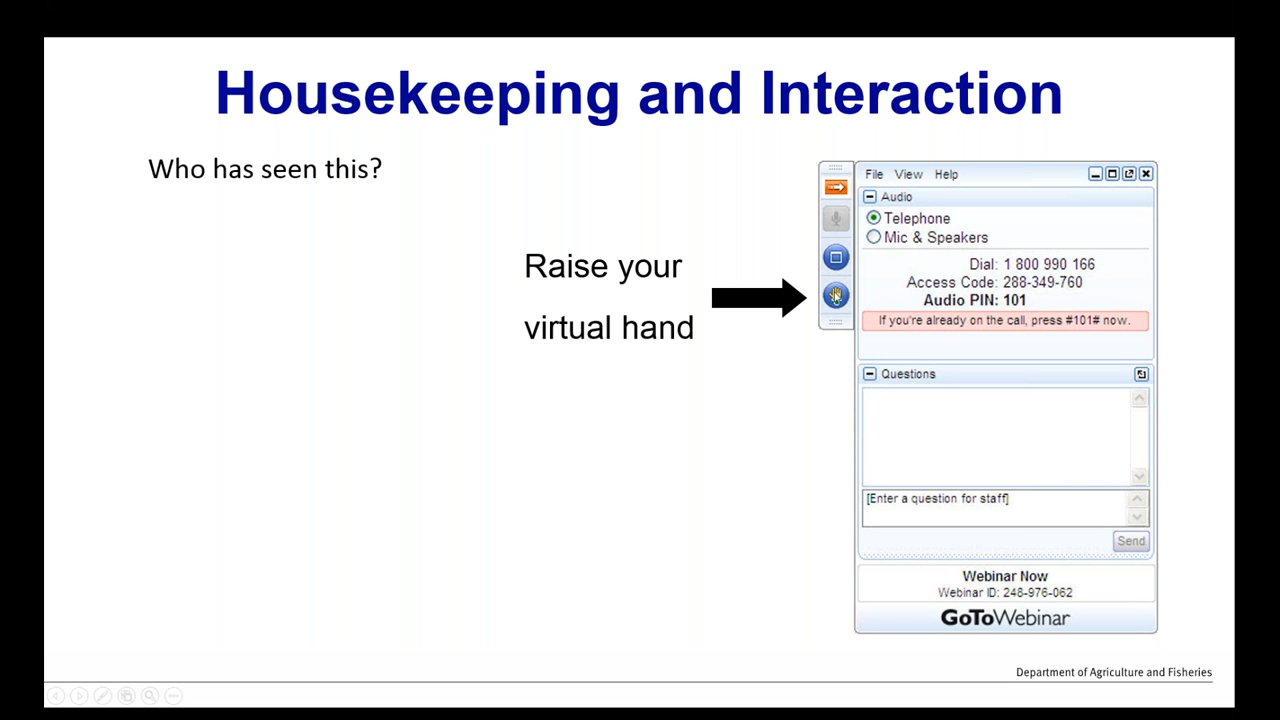 Housekeeping and Interaction
Who has seen this?
Raise your
virtual hand
File View Help
Audio
Telephone
Mic & Speakers
Dial: 1 800 990 166
Access Code: 288-349-760
Audio PIN: 101
If you're already on the call, press #101# now.
Questions
[Enter a question for staff]
Send
Webinar Now
Webinar ID: 248-976-062
GoToWebinar
Department of Agriculture and Fisheries